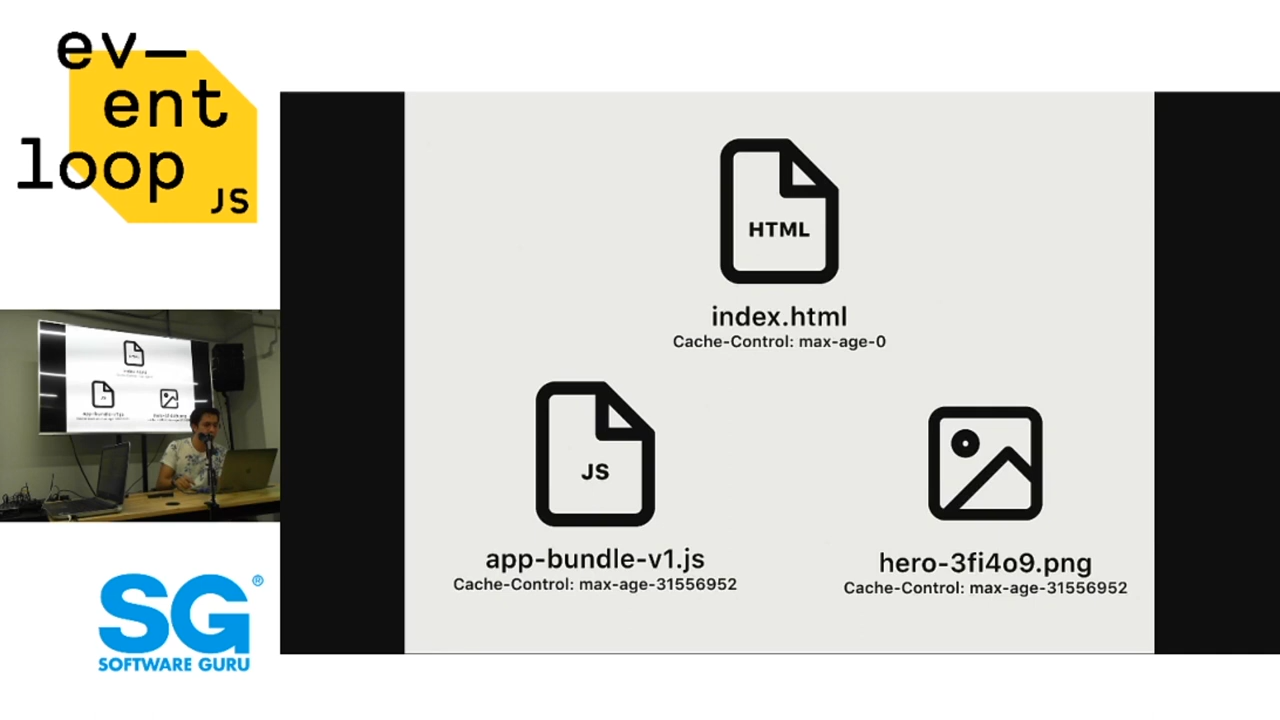 ev—
ent
loop
JS
HTML
index.html
Cache-Control: max-age-0
JS
app-bundle-v1.js
Cache-Control: max-age-31556952
hero-3fi4o9.png
Cache-Control: max-age-31556952
SG®
SOFTWARE GURU